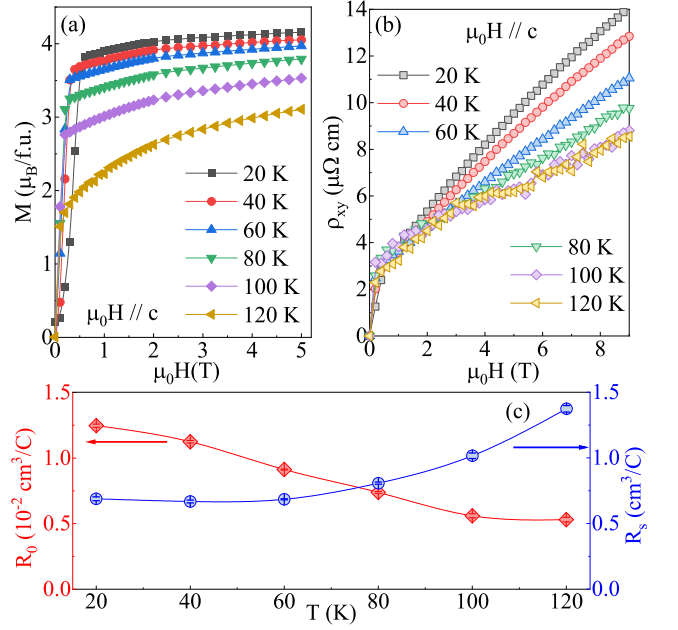 (a)
M (μB/f.u.)
4
3
2
1
0
20 K
40 K
60 K
80 K
100 K
120 K
μ0H // c
0 1 2 3 4 5
μ0H(T)
(b)
μ0H // c
ρxy (μΩ cm)
14
12
10
8
6
4
2
0
20 K
40 K
60 K
80 K
100 K
120 K
0 2 4 6 8
μ0H (T)
(c)
R0 (10-2 cm3/C)
1.5
1.0
0.5
0.0
Rs (cm3/C)
1.5
1.0
0.5
0.0
20 40 60 80 100 120
T (K)